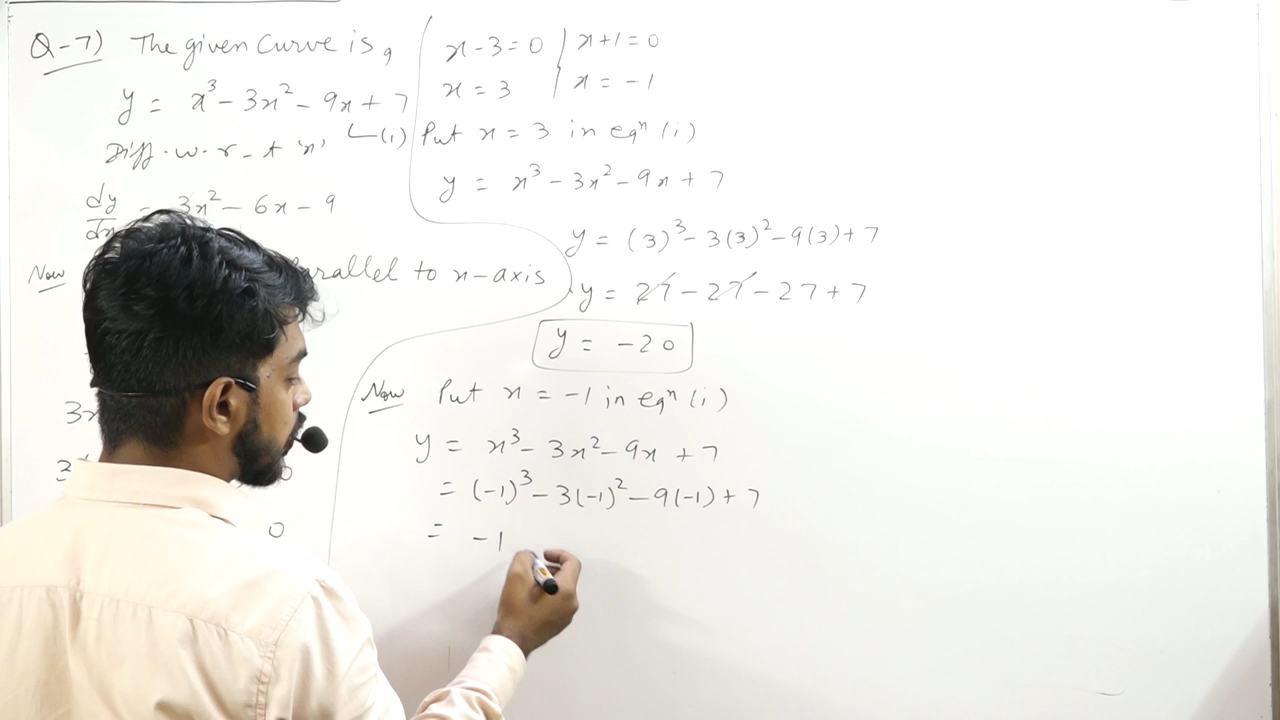 Q-7) The given Curve is,
y = x³ - 3x² - 9x + 7
(i)
Diff. w. r. t 'x'
dy/dx = 3x² - 6x - 9
Now
parallel to x-axis
3x
0
x - 3 = 0 | x + 1 = 0
x = 3 | x = -1
Put x = 3 in eqⁿ (i)
y = x³ - 3x² - 9x + 7
y = (3)³ - 3(3)² - 9(3) + 7
y = 27 - 27 - 27 + 7
y = -20
Now Put x = -1 in eqⁿ (i)
y = x³ - 3x² - 9x + 7
= (-1)³ - 3(-1)² - 9(-1) + 7
= -1